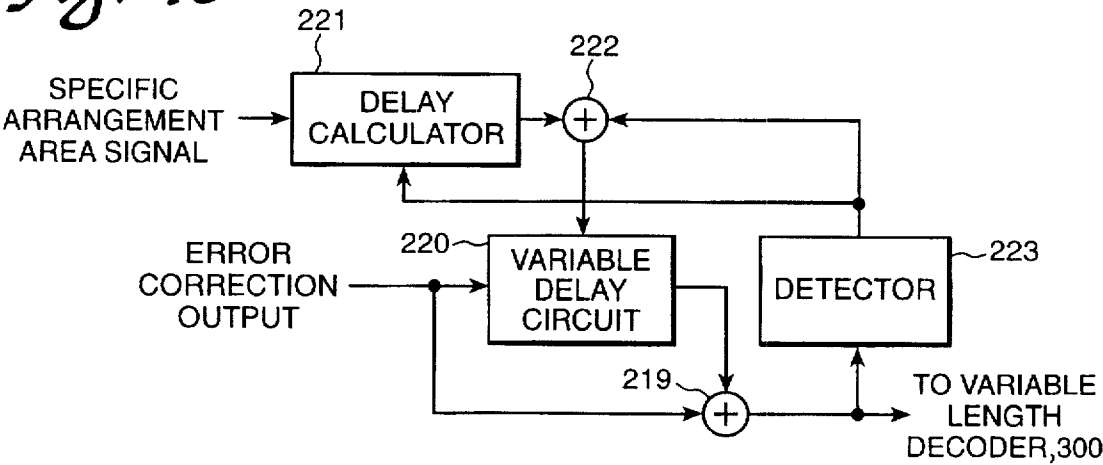 221
222
SPECIFIC
ARRANGEMENT
AREA SIGNAL
DELAY
CALCULATOR
+
220
223
ERROR
CORRECTION
OUTPUT
VARIABLE
DELAY
CIRCUIT
DETECTOR
219
+
TO VARIABLE
LENGTH
DECODER,300